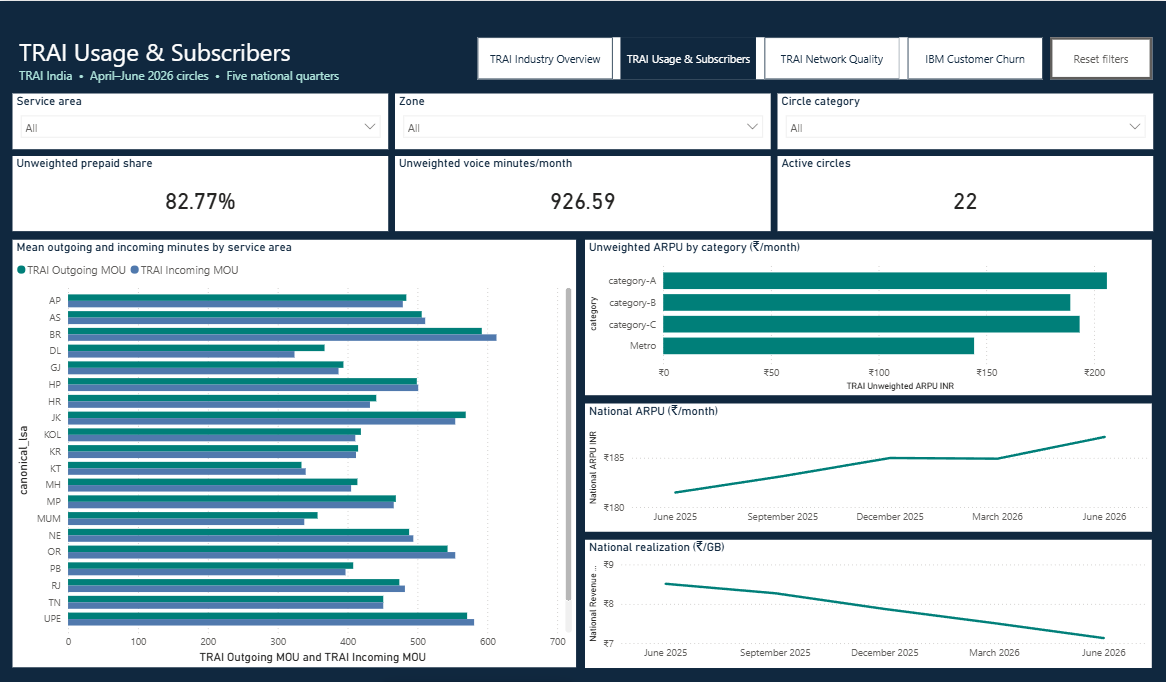 TRAI Usage & Subscribers
TRAI India • April–June 2026 circles • Five national quarters
TRAI Industry Overview
TRAI Usage & Subscribers
TRAI Network Quality
IBM Customer Churn
Reset filters
Service area
All
Zone
All
Circle category
All
Unweighted prepaid share
82.77%
Unweighted voice minutes/month
926.59
Active circles
22
Mean outgoing and incoming minutes by service area
TRAI Outgoing MOU TRAI Incoming MOU
canonical_lsa
AP
AS
BR
DL
GJ
HP
HR
JK
KOL
KR
KT
MH
MP
MUM
NE
OR
PB
RJ
TN
UPE
0 100 200 300 400 500 600 700
TRAI Outgoing MOU and TRAI Incoming MOU
Unweighted ARPU by category (₹/month)
category
category-A
category-B
category-C
Metro
₹0 ₹50 ₹100 ₹150 ₹200
TRAI Unweighted ARPU INR
National ARPU (₹/month)
National ARPU INR
₹185
₹180
June 2025 September 2025 December 2025 March 2026 June 2026
National realization (₹/GB)
National Revenue ...
₹9
₹8
₹7
June 2025 September 2025 December 2025 March 2026 June 2026